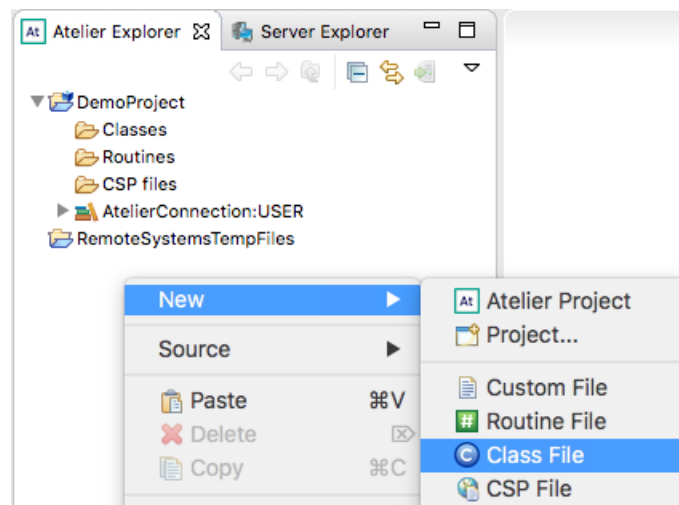 At Atelier Explorer Server Explorer
DemoProject
Classes
Routines
CSP files
AtelierConnection:USER
RemoteSystemsTempFiles
New
Source
Paste ⌘V
Delete ⌦
Copy ⌘C
At Atelier Project
Project...
Custom File
# Routine File
C Class File
CSP File